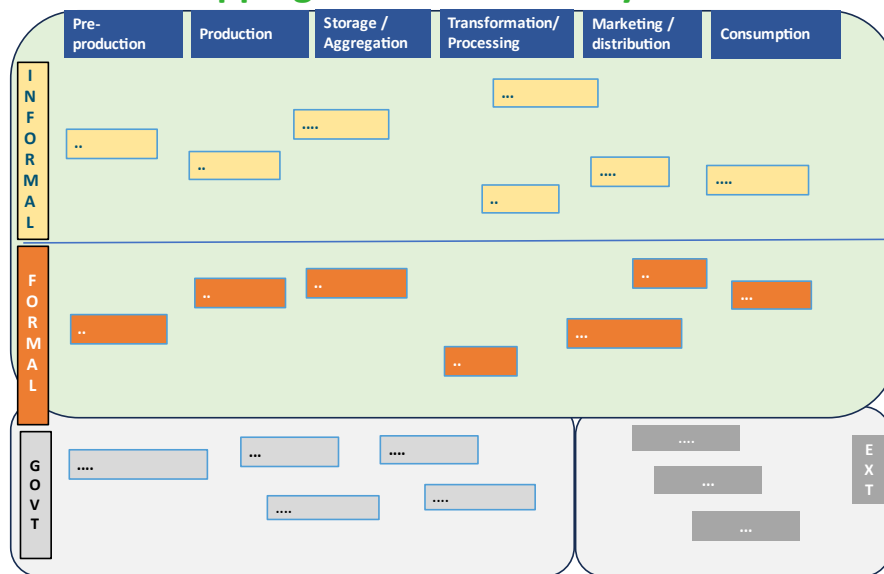 Pre-
production
Production
Storage /
Aggregation
Transformation/
Processing
Marketing /
distribution
Consumption
I
N
F
O
R
M
A
L
...
....
..
..
....
....
..
F
O
R
M
A
L
..
..
..
...
..
...
..
G
O
V
T
....
...
....
....
....
....
...
...
E
X
T